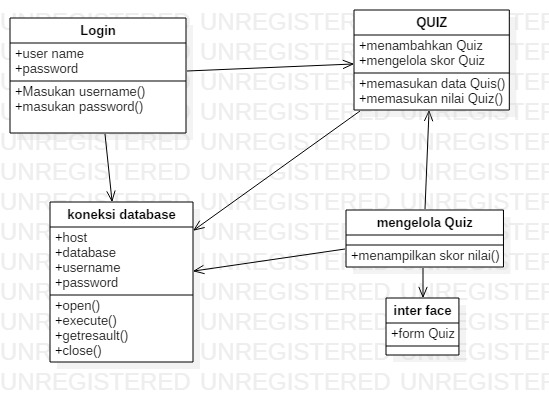 Login
+user name
+password
+Masukan username()
+masukan password()
QUIZ
+menambahkan Quiz
+mengelola skor Quiz
+memasukan data Quis()
+memasukan nilai Quiz()
koneksi database
+host
+database
+username
+password
+open()
+execute()
+getresault()
+close()
mengelola Quiz
+menampilkan skor nilai()
inter face
+form Quiz
UNREGISTERED